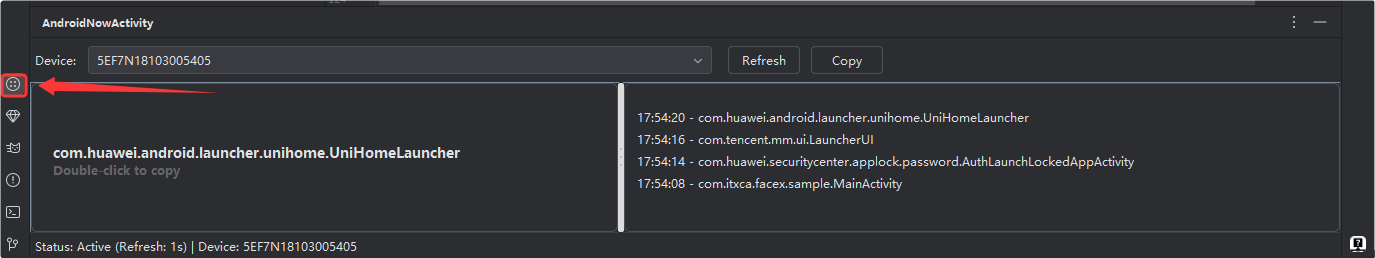 AndroidNowActivity
Device: 5EF7N18103005405 Refresh Copy
com.huawei.android.launcher.unihome.UniHomeLauncher
Double-click to copy
17:54:20 - com.huawei.android.launcher.unihome.UniHomeLauncher
17:54:16 - com.tencent.mm.ui.LauncherUI
17:54:14 - com.huawei.securitycenter.applock.password.AuthLaunchLockedAppActivity
17:54:08 - com.itxca.facex.sample.MainActivity
Status: Active (Refresh: 1s) | Device: 5EF7N18103005405